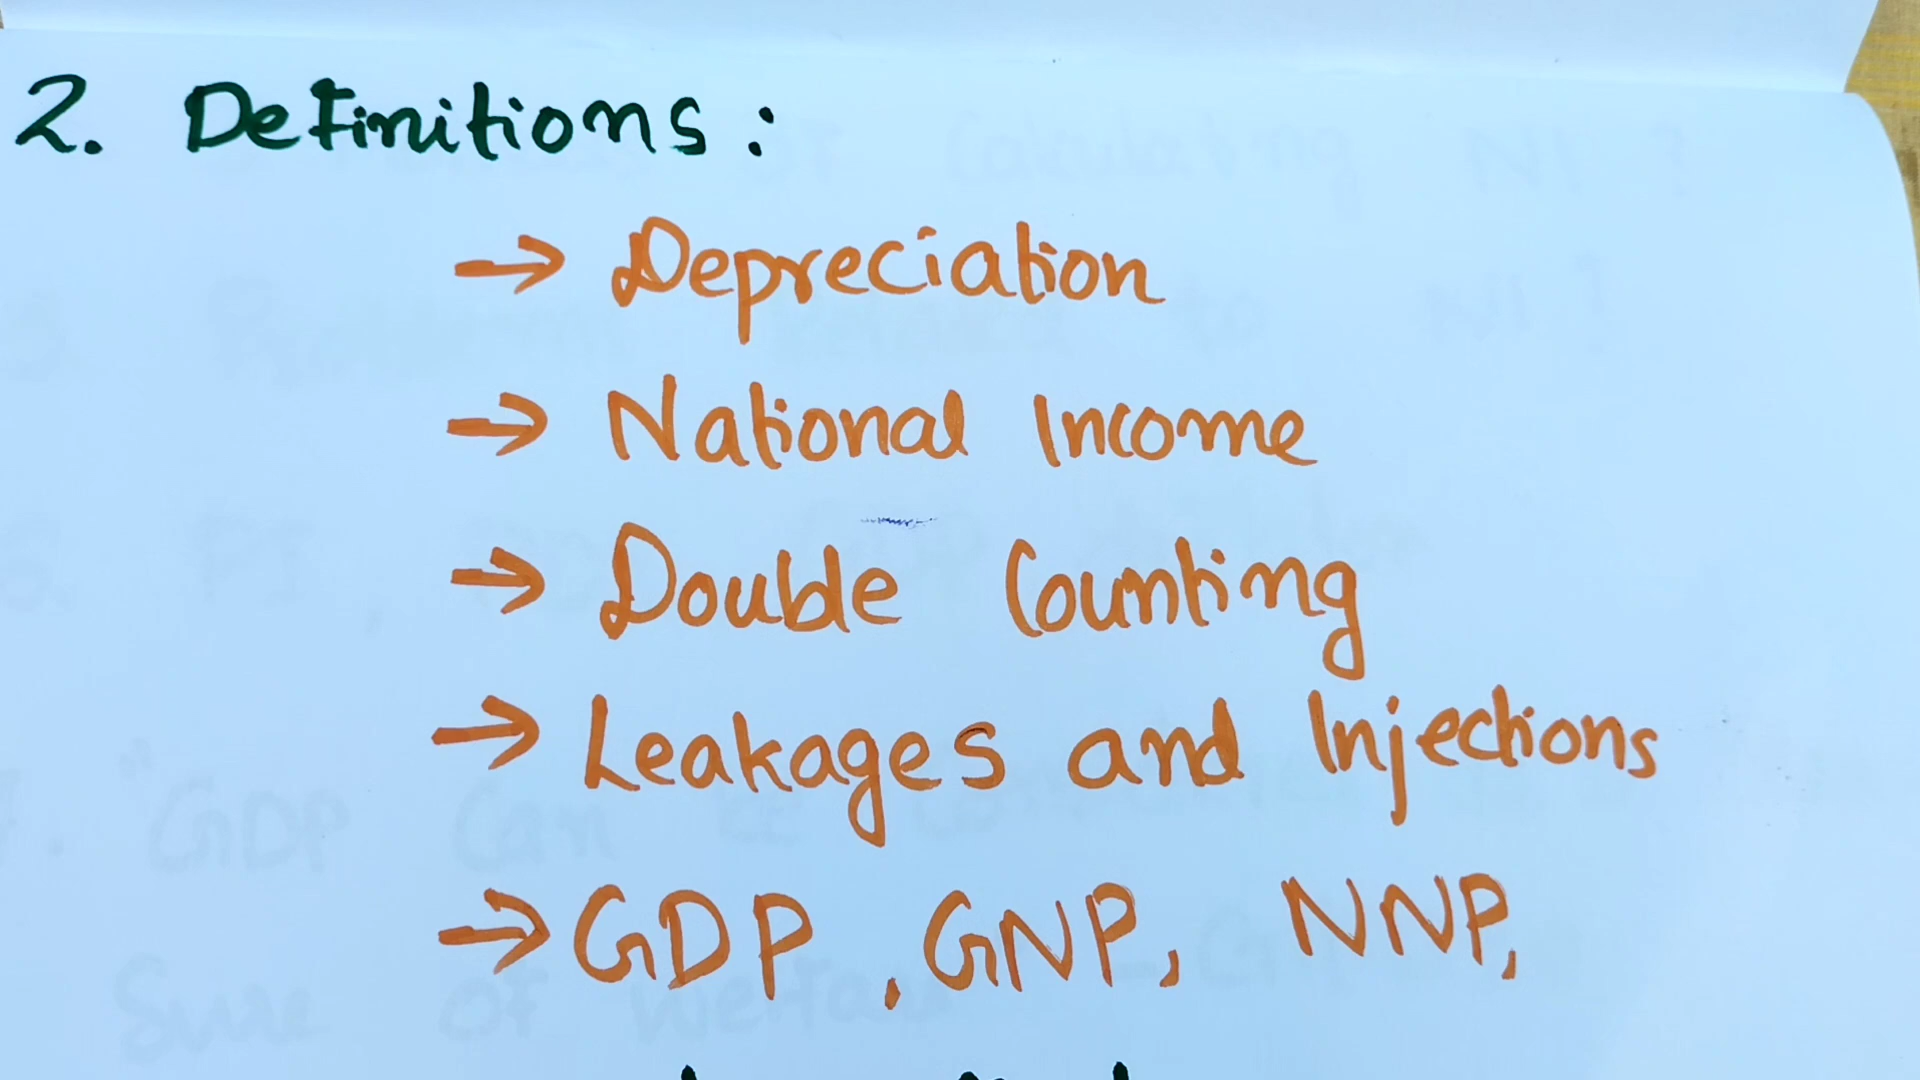 2. Definitions:
→ Depreciation
→ National Income
→ Double Counting
→ Leakages and Injections
→ GDP, GNP, NNP,